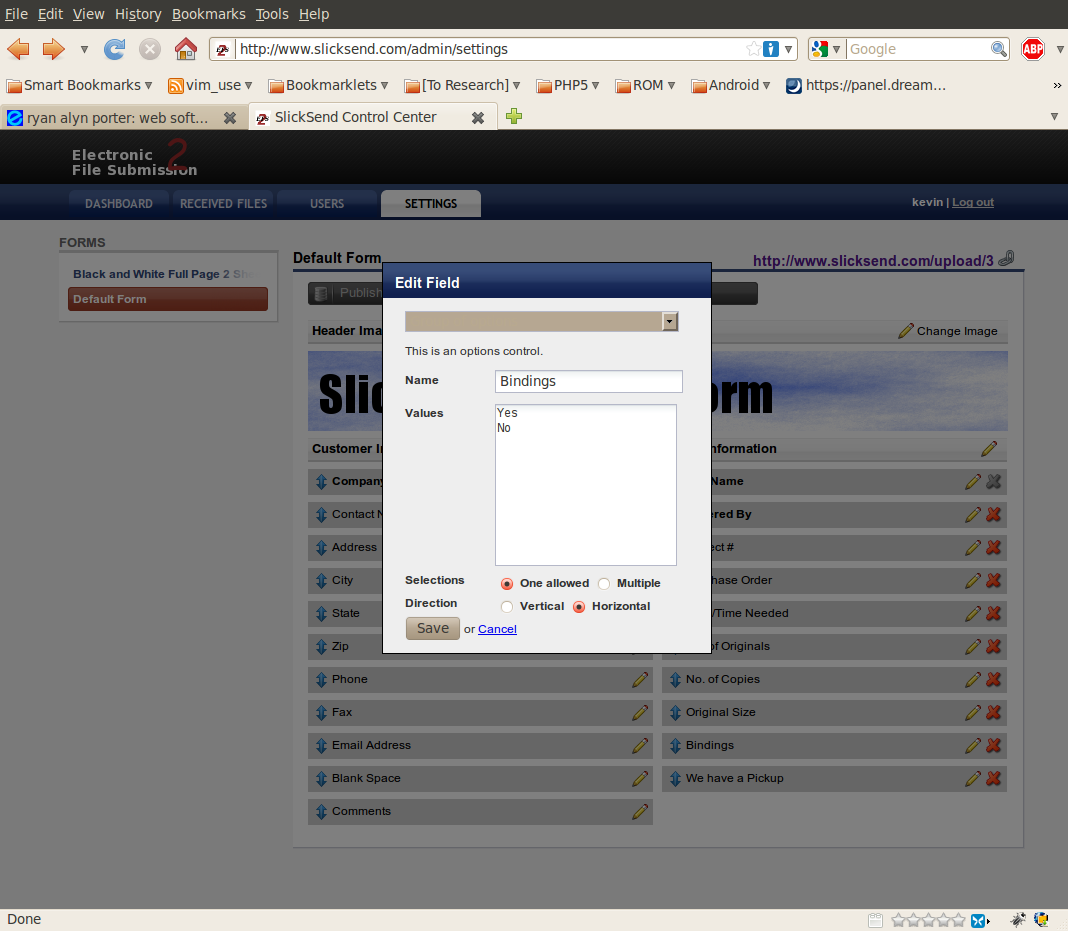 File Edit View History Bookmarks Tools Help
http://www.slicksend.com/admin/settings
Google
ABP
Smart Bookmarks vim_use Bookmarklets [To Research] PHP5 ROM Android https://panel.dream... »
ryan alyn porter: web soft... SlickSend Control Center
Electronic 2
File Submission
DASHBOARD RECEIVED FILES USERS SETTINGS kevin | Log out
FORMS
Black and White Full Page 2 Sh
Default Form
Default Form http://www.slicksend.com/upload/3
Publish
Header Ima Change Image
Slic rm
Customer In nformation
Company Name
Contact N ered By
Address ect #
City hase Order
State /Time Needed
Zip of Originals
Phone No. of Copies
Fax Original Size
Email Address Bindings
Blank Space We have a Pickup
Comments
Edit Field
This is an options control.
Name Bindings
Values Yes
No
Selections One allowed Multiple
Direction Vertical Horizontal
Save or Cancel
Done